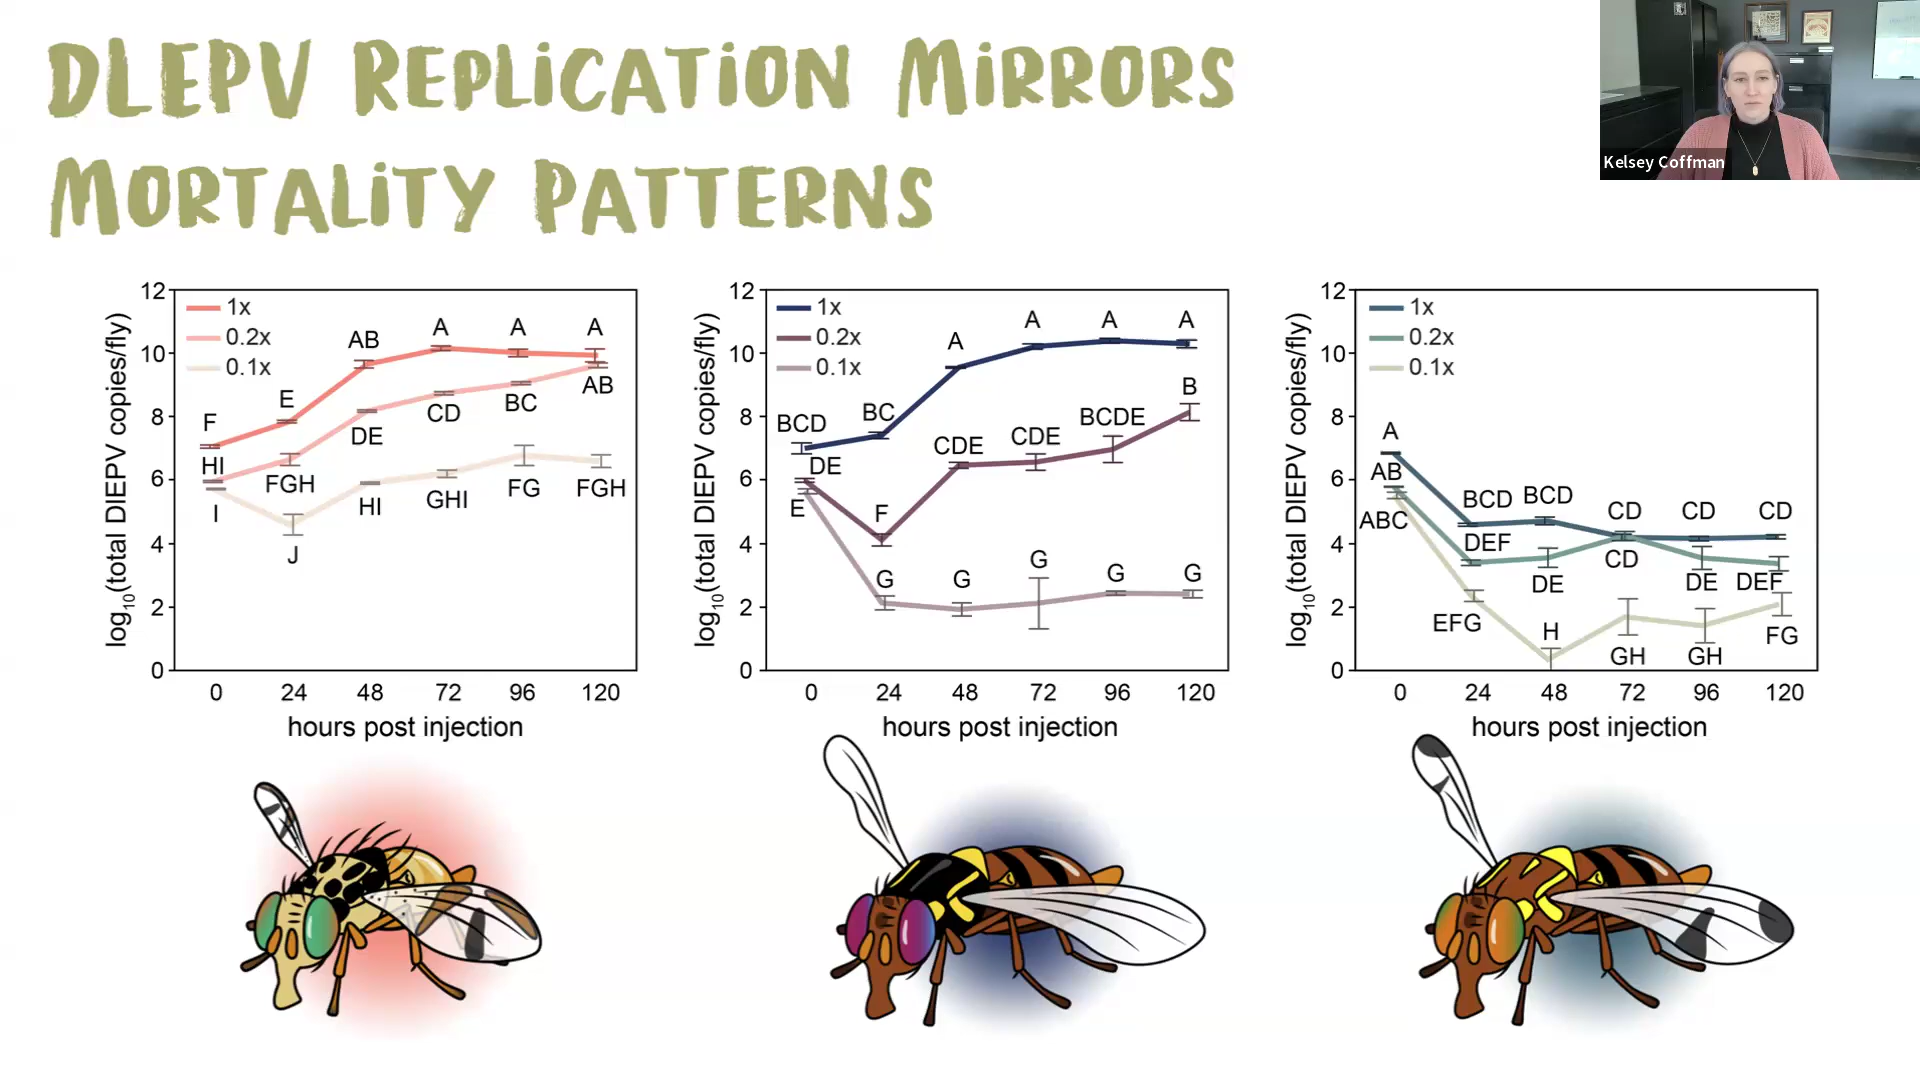 DLEPV Replication Mirrors
Mortality Patterns
Kelsey Coffman
log10(total DIEPV copies/fly)
12
10
8
6
4
2
0
1x
0.2x
0.1x
F
E
AB
A
A
A
HI
FGH
DE
CD
BC
AB
I
J
HI
GHI
FG
FGH
0 24 48 72 96 120
hours post injection
log10(total DIEPV copies/fly)
12
10
8
6
4
2
0
1x
0.2x
0.1x
BCD
BC
A
A
A
A
DE
F
CDE
CDE
BCDE
B
E
G
G
G
G
G
0 24 48 72 96 120
hours post injection
log10(total DIEPV copies/fly)
12
10
8
6
4
2
0
1x
0.2x
0.1x
A
BCD
BCD
CD
CD
CD
AB
DEF
DE
CD
DE
DEF
ABC
EFG
H
GH
GH
FG
0 24 48 72 96 120
hours post injection